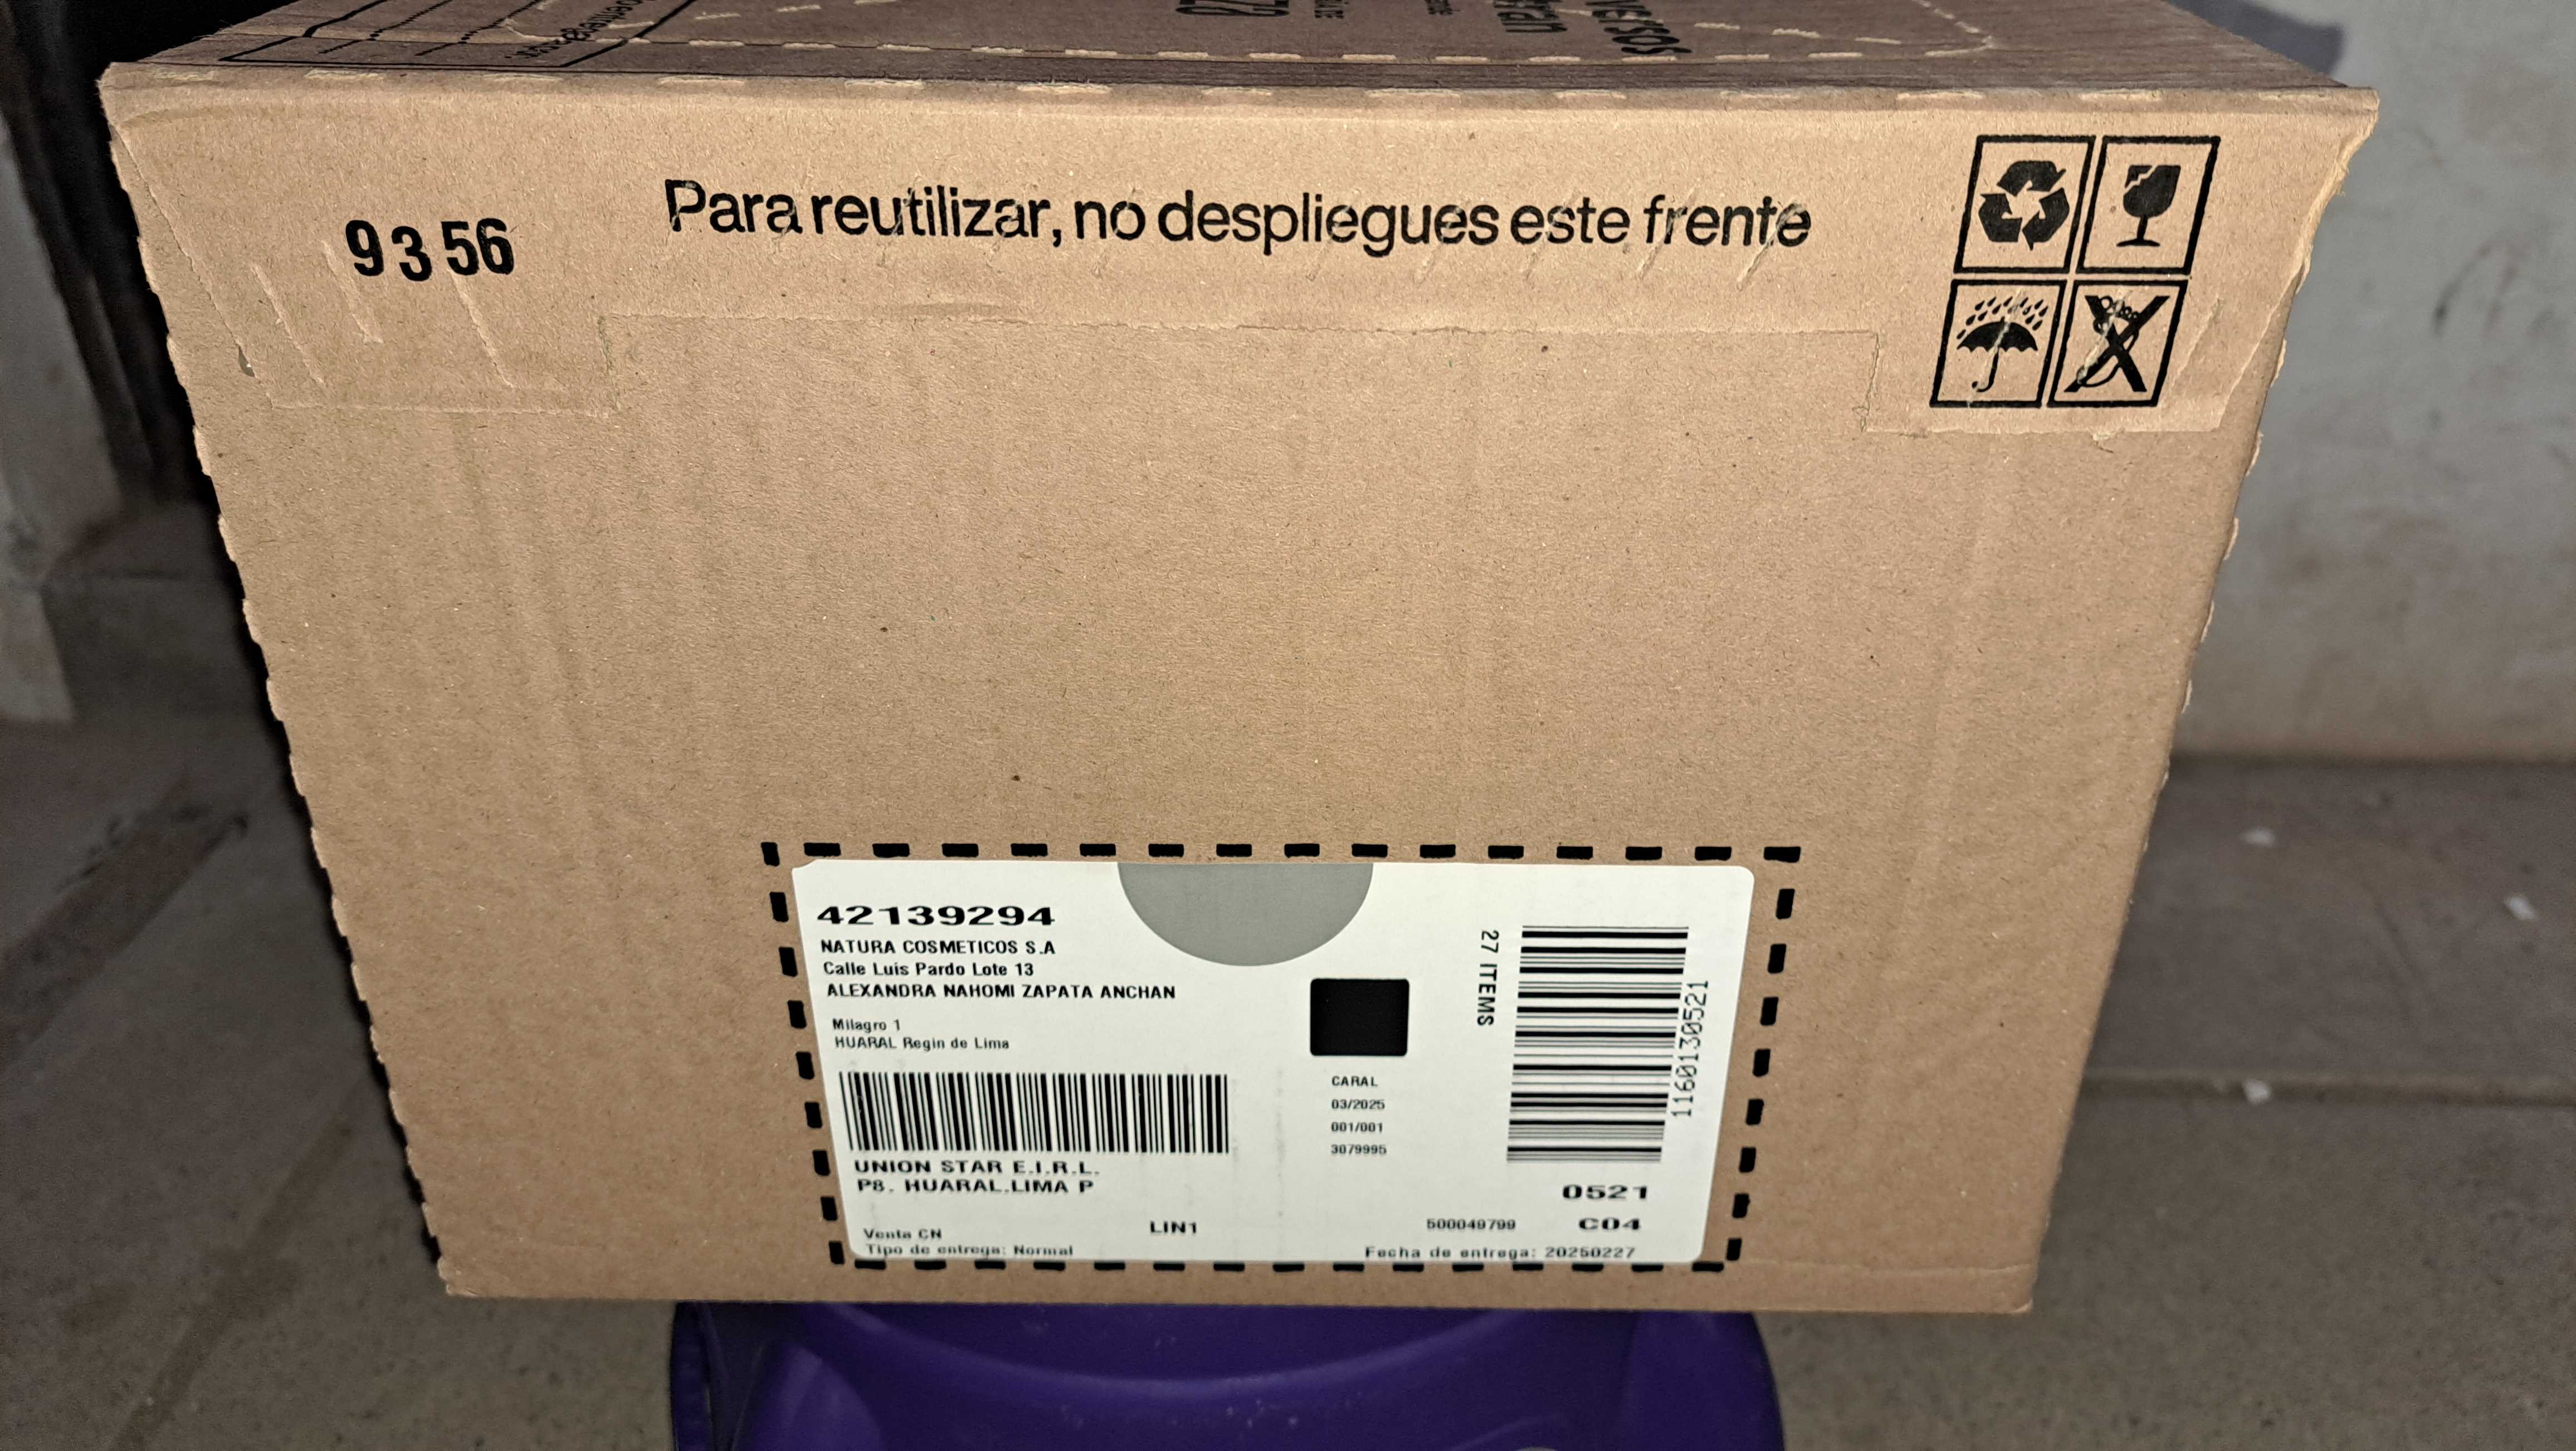 versos
9356
Para reutilizar, no despliegues este frente
42139294
NATURA COSMETICOS S.A
Calle Luis Pardo Lote 13
ALEXANDRA NAHOMI ZAPATA ANCHAN
Milagro 1
HUARAL Regin de Lima
UNION STAR E.I.R.L.
P8. HUARAL.LIMA P
Venta CN
LIN1
Tipo de entrega: Normal
CARAL
03/2025
001/001
3079995
27 ITEMS
1160130521
0521
500049799
C04
Fecha de entrega: 20250227